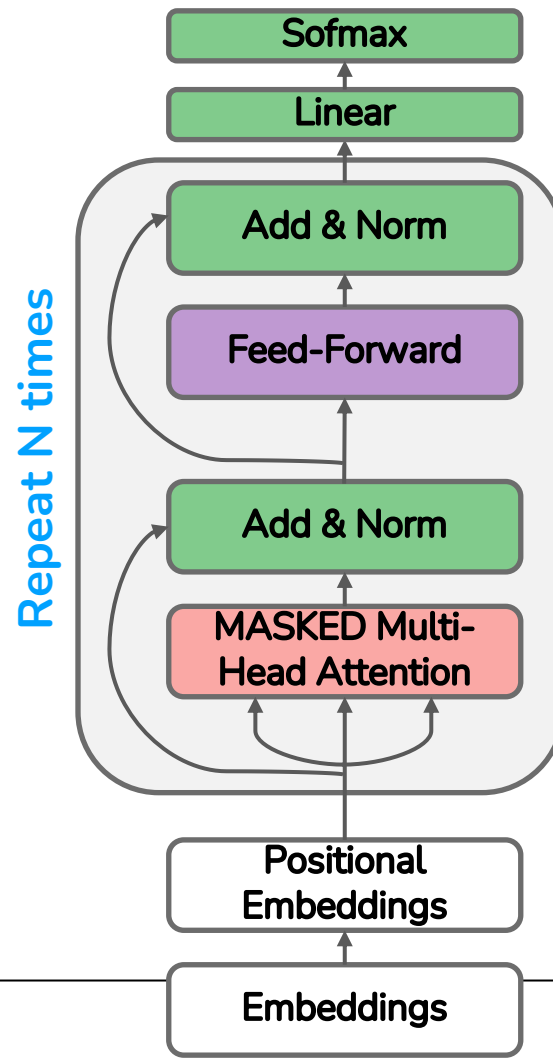 Sofmax
Linear
Add & Norm
Feed-Forward
Repeat N times
Add & Norm
MASKED Multi-
Head Attention
Positional
Embeddings
Embeddings